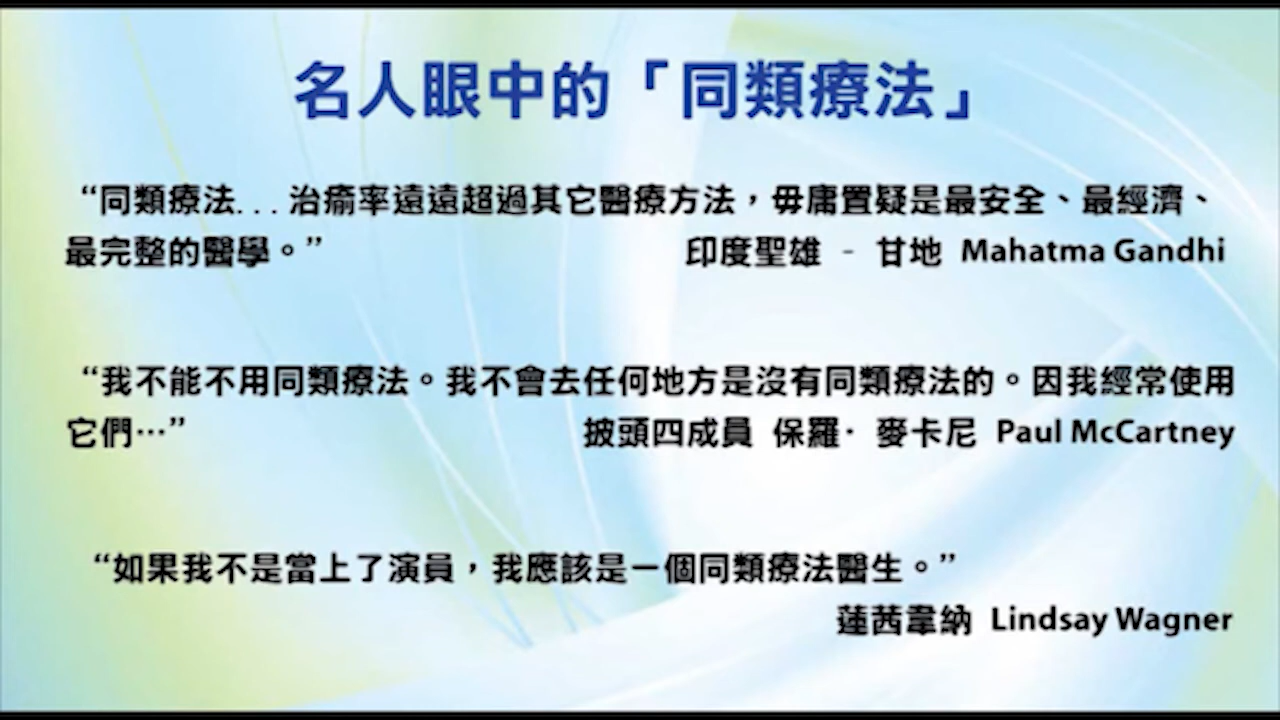 名人眼中的「同類療法」
“同類療法...治瘉率遠遠超過其它醫療方法，毋庸置疑是最安全、最經濟、
最完整的醫學。” 印度聖雄 - 甘地 Mahatma Gandhi
“我不能不用同類療法。我不會去任何地方是沒有同類療法的。因我經常使用
它們…” 披頭四成員 保羅· 麥卡尼 Paul McCartney
“如果我不是當上了演員，我應該是一個同類療法醫生。”
蓮茜韋納 Lindsay Wagner